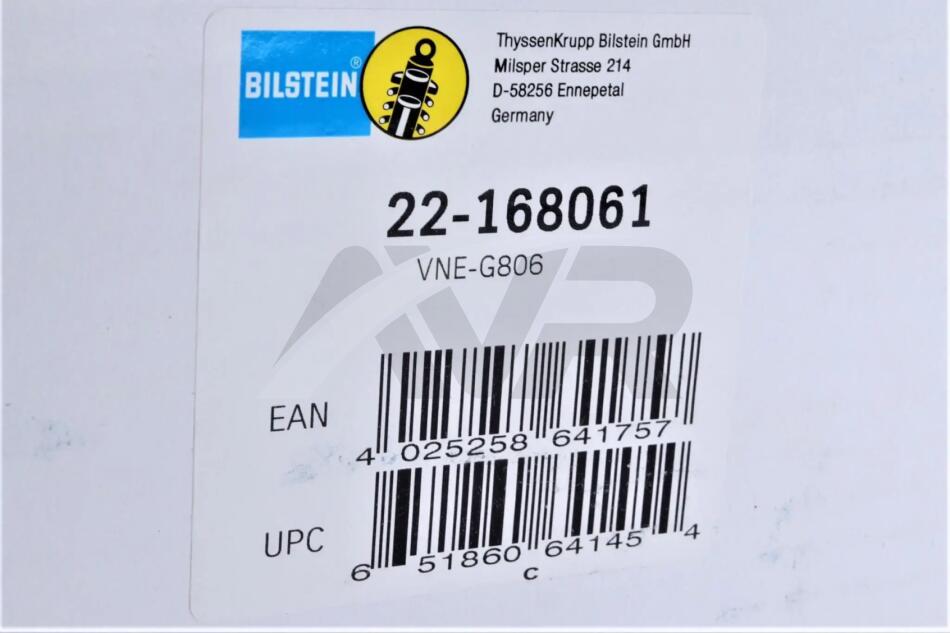 BILSTEIN®
ThyssenKrupp Bilstein GmbH
Milsper Strasse 214
D-58256 Ennepetal
Germany
22-168061
VNE-G806
AVR
EAN
4 025258 641757
UPC
6 51860 64145 4
C